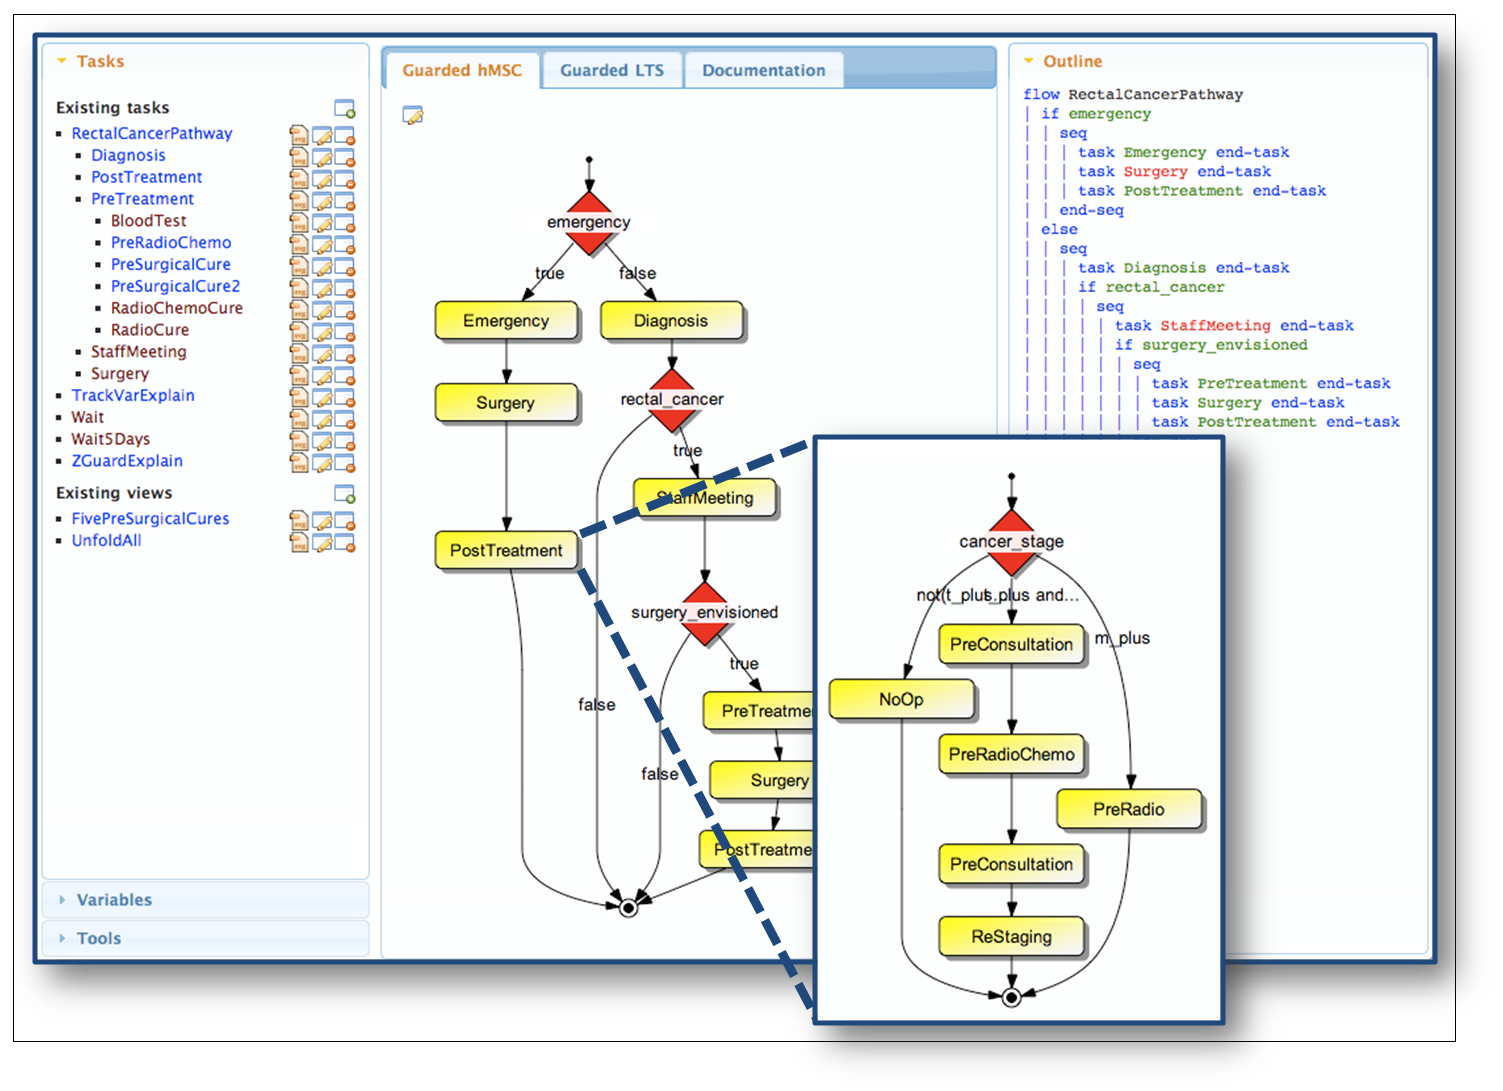 Tasks
Existing tasks
RectalCancerPathway
Diagnosis
PostTreatment
PreTreatment
BloodTest
PreRadioChemo
PreSurgicalCure
PreSurgicalCure2
RadioChemoCure
RadioCure
StaffMeeting
Surgery
TrackVarExplain
Wait
Wait5Days
ZGuardExplain
Existing views
FivePreSurgicalCures
UnfoldAll
Variables
Tools
Guarded hMSC
Guarded LTS
Documentation
emergency
true
false
Emergency
Diagnosis
Surgery
rectal_cancer
true
StaffMeeting
PostTreatment
surgery_envisioned
true
false
PreTreatme
false
Surgery
PostTreatme
Outline
flow RectalCancerPathway
if emergency
seq
task Emergency end-task
task Surgery end-task
task PostTreatment end-task
end-seq
else
seq
task Diagnosis end-task
if rectal_cancer
seq
task StaffMeeting end-task
if surgery_envisioned
seq
task PreTreatment end-task
task Surgery end-task
task PostTreatment end-task
cancer_stage
not(t_plus
plus and...
m_plus
PreConsultation
NoOp
PreRadioChemo
PreRadio
PreConsultation
ReStaging